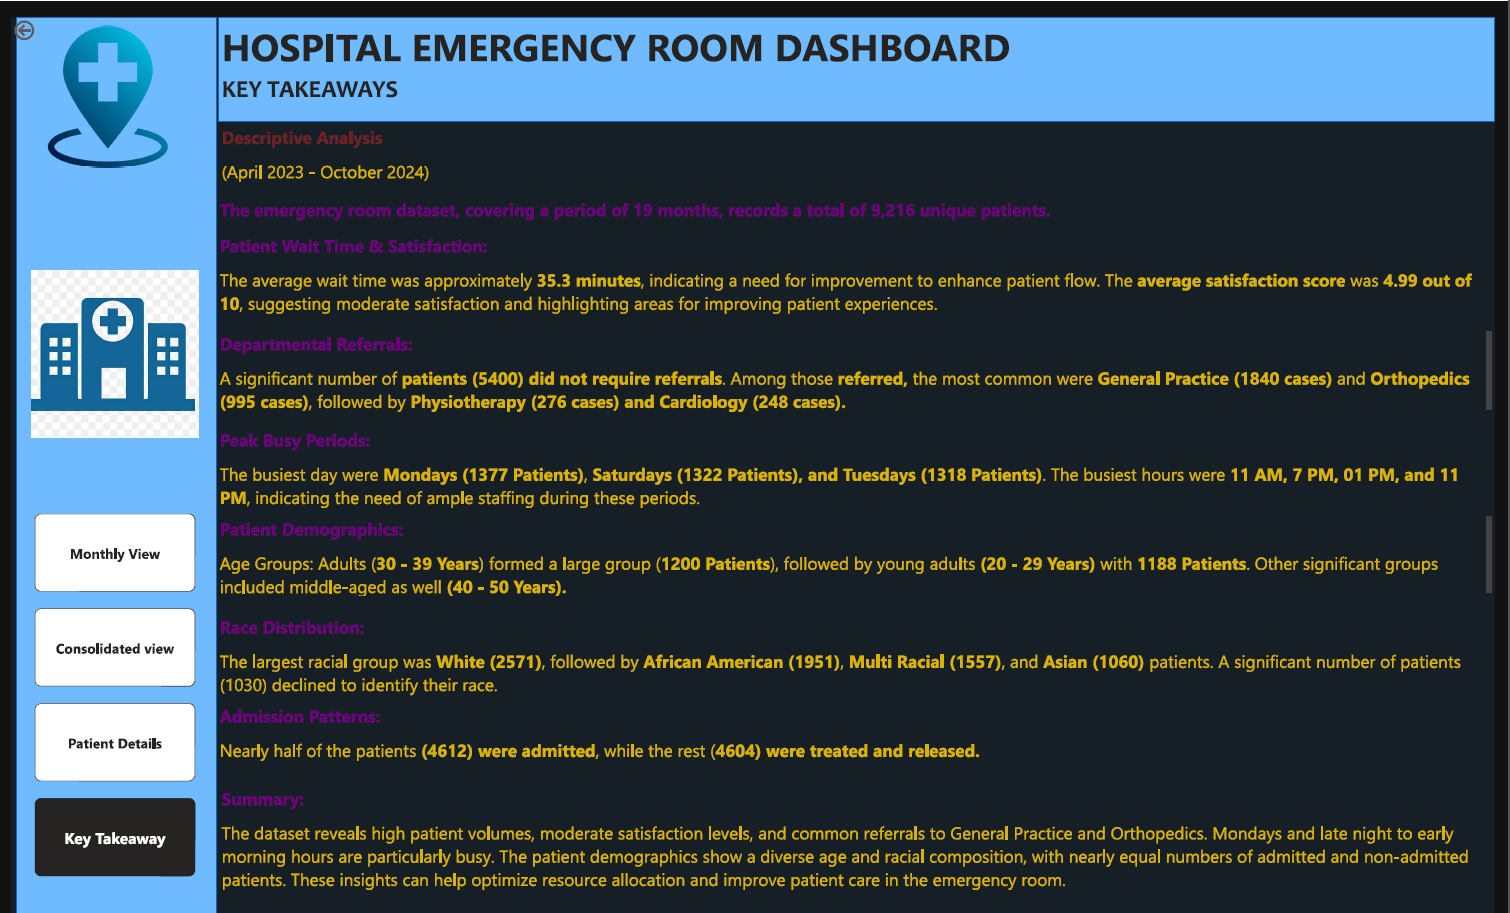 HOSPITAL EMERGENCY ROOM DASHBOARD
KEY TAKEAWAYS
Descriptive Analysis
(April 2023 - October 2024)
The emergency room dataset, covering a period of 19 months, records a total of 9,216 unique patients.
Patient Wait Time & Satisfaction:
The average wait time was approximately 35.3 minutes, indicating a need for improvement to enhance patient flow. The average satisfaction score was 4.99 out of
10, suggesting moderate satisfaction and highlighting areas for improving patient experiences.
Departmental Referrals:
A significant number of patients (5400) did not require referrals. Among those referred, the most common were General Practice (1840 cases) and Orthopedics
(995 cases), followed by Physiotherapy (276 cases) and Cardiology (248 cases).
Peak Busy Periods:
The busiest day were Mondays (1377 Patients), Saturdays (1322 Patients), and Tuesdays (1318 Patients). The busiest hours were 11 AM, 7 PM, 01 PM, and 11
PM, indicating the need of ample staffing during these periods.
Patient Demographics:
Age Groups: Adults (30 - 39 Years) formed a large group (1200 Patients), followed by young adults (20 - 29 Years) with 1188 Patients. Other significant groups
included middle-aged as well (40 - 50 Years).
Race Distribution:
The largest racial group was White (2571), followed by African American (1951), Multi Racial (1557), and Asian (1060) patients. A significant number of patients
(1030) declined to identify their race.
Admission Patterns:
Nearly half of the patients (4612) were admitted, while the rest (4604) were treated and released.
Summary:
The dataset reveals high patient volumes, moderate satisfaction levels, and common referrals to General Practice and Orthopedics. Mondays and late night to early
morning hours are particularly busy. The patient demographics show a diverse age and racial composition, with nearly equal numbers of admitted and non-admitted
patients. These insights can help optimize resource allocation and improve patient care in the emergency room.
Monthly View
Consolidated view
Patient Details
Key Takeaway